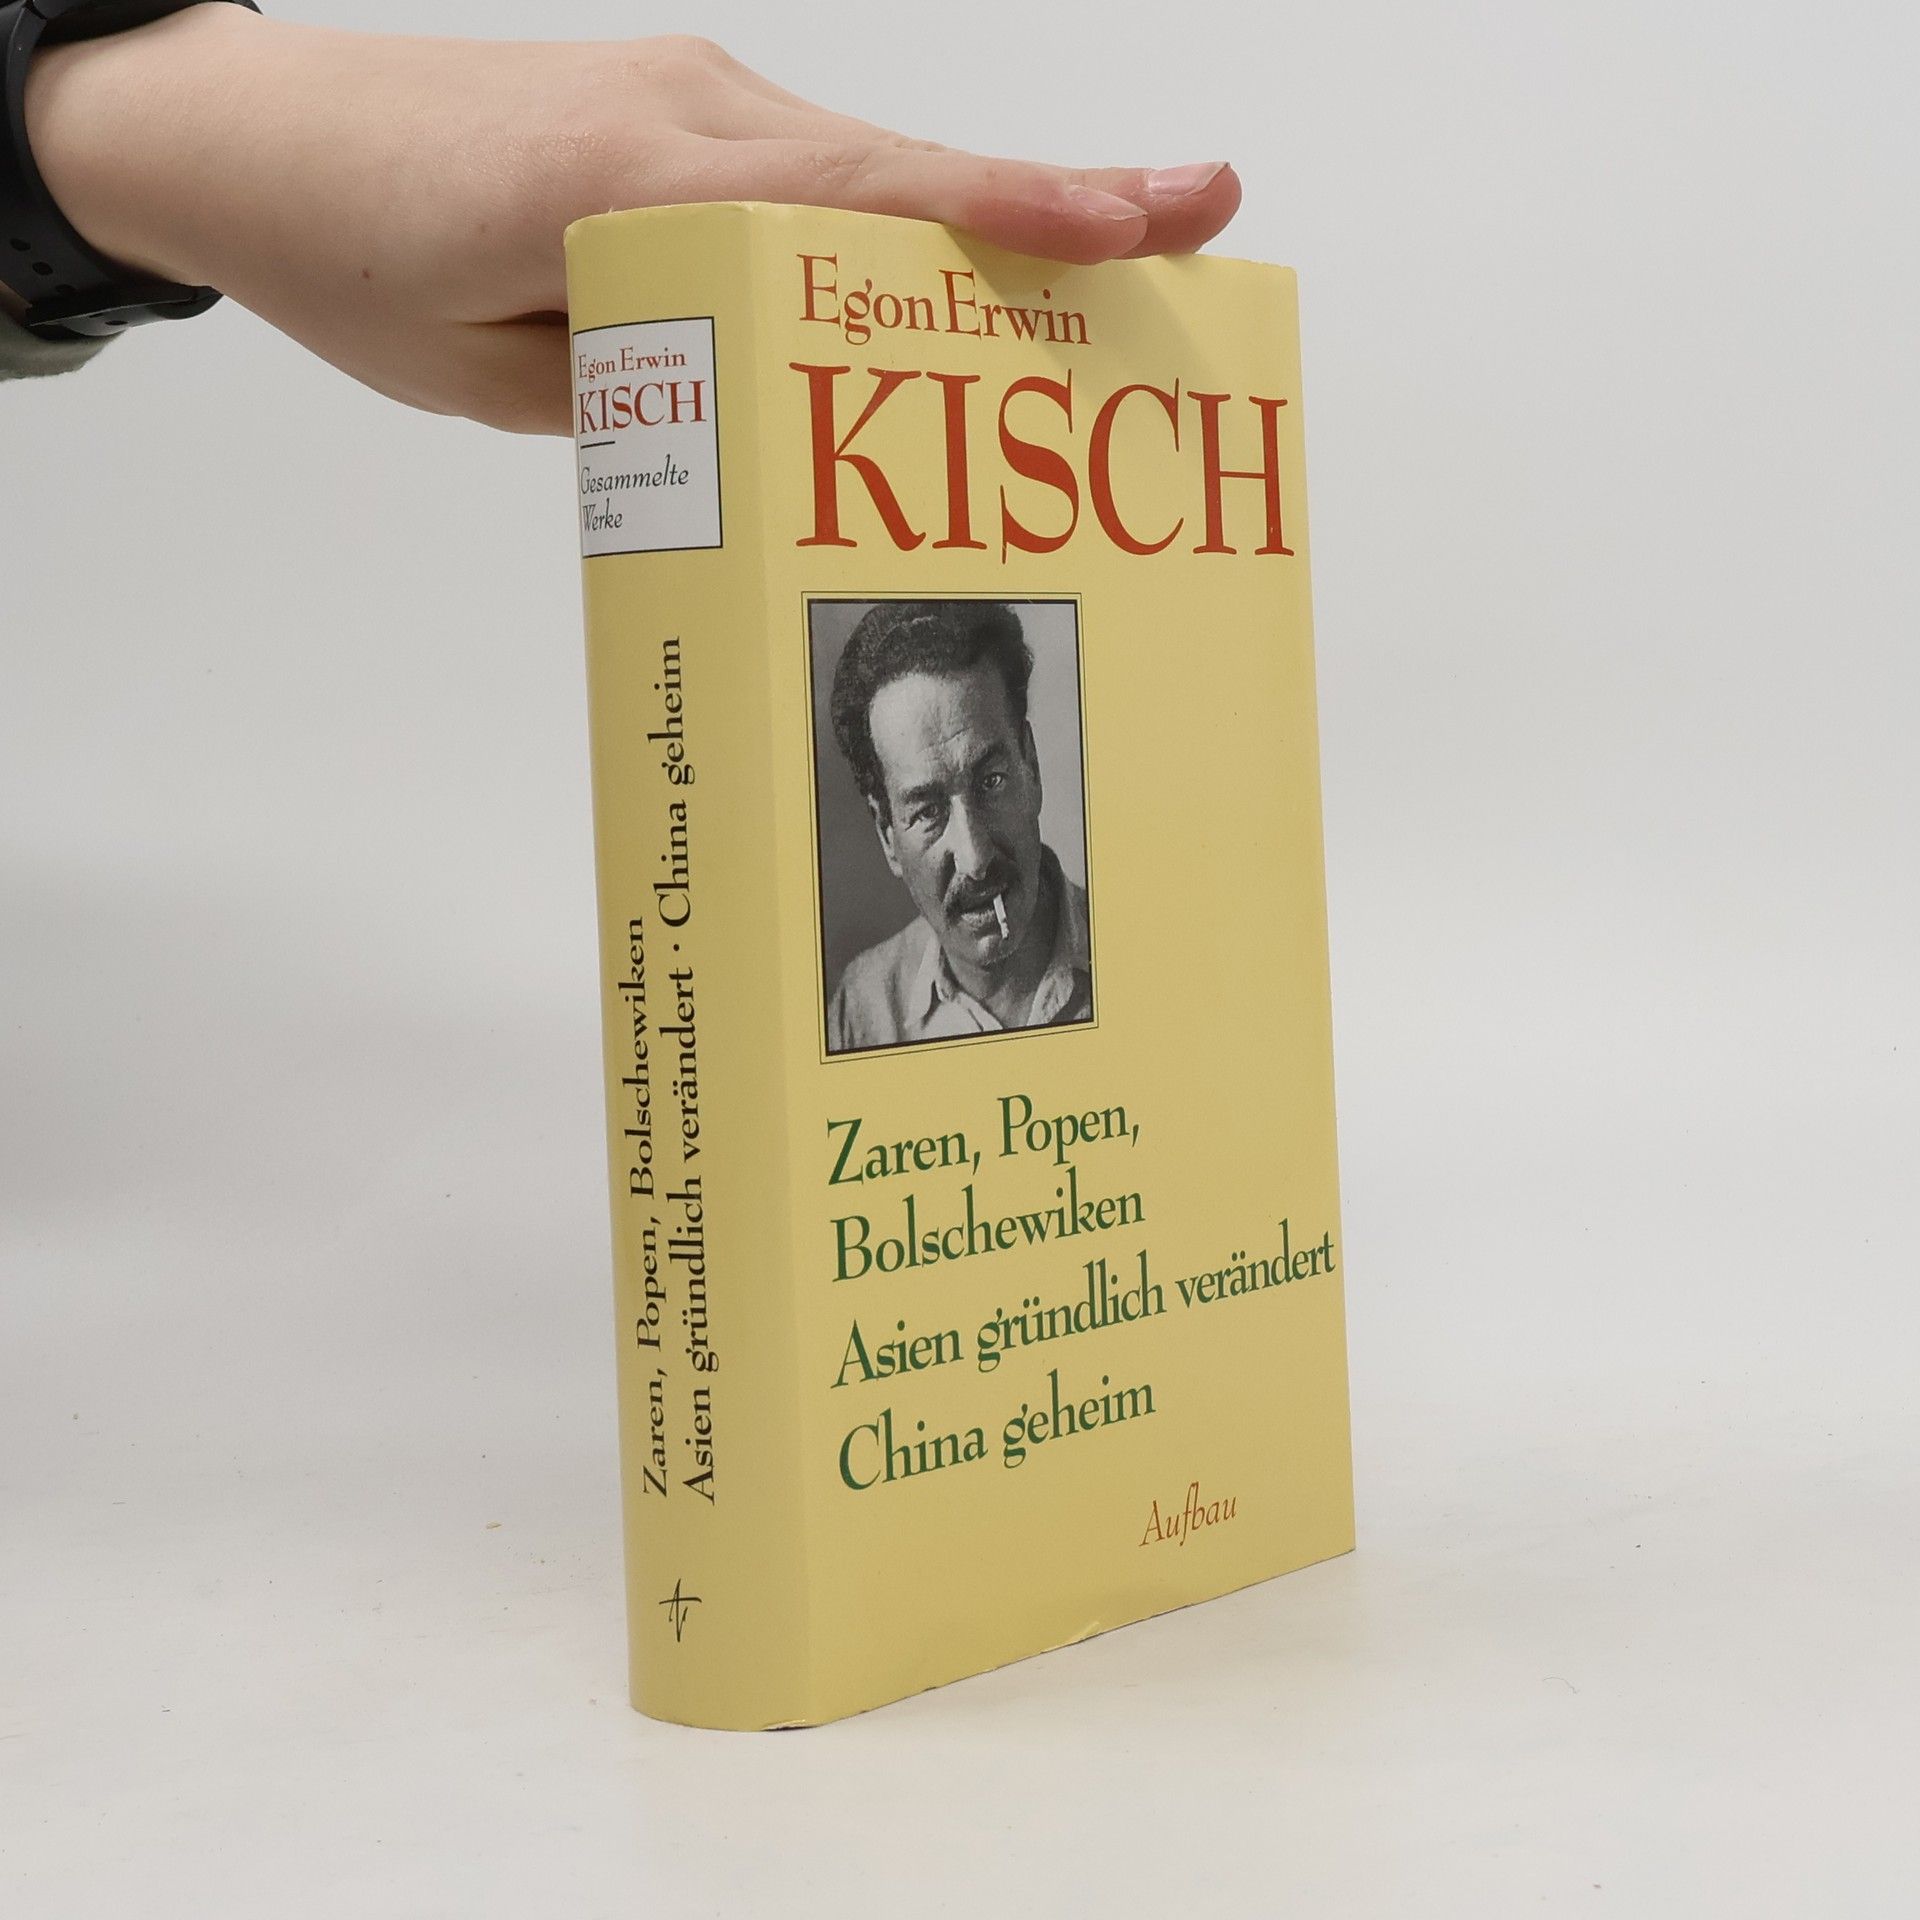 Egon Erwin
KISCH
Gesammelte
Werke
Zaren, Popen, Bolschewiken
Asien gründlich verändert · China geheim
Egon Erwin
KISCH
Zaren, Popen,
Bolschewiken
Asien gründlich verändert
China geheim
Aufbau